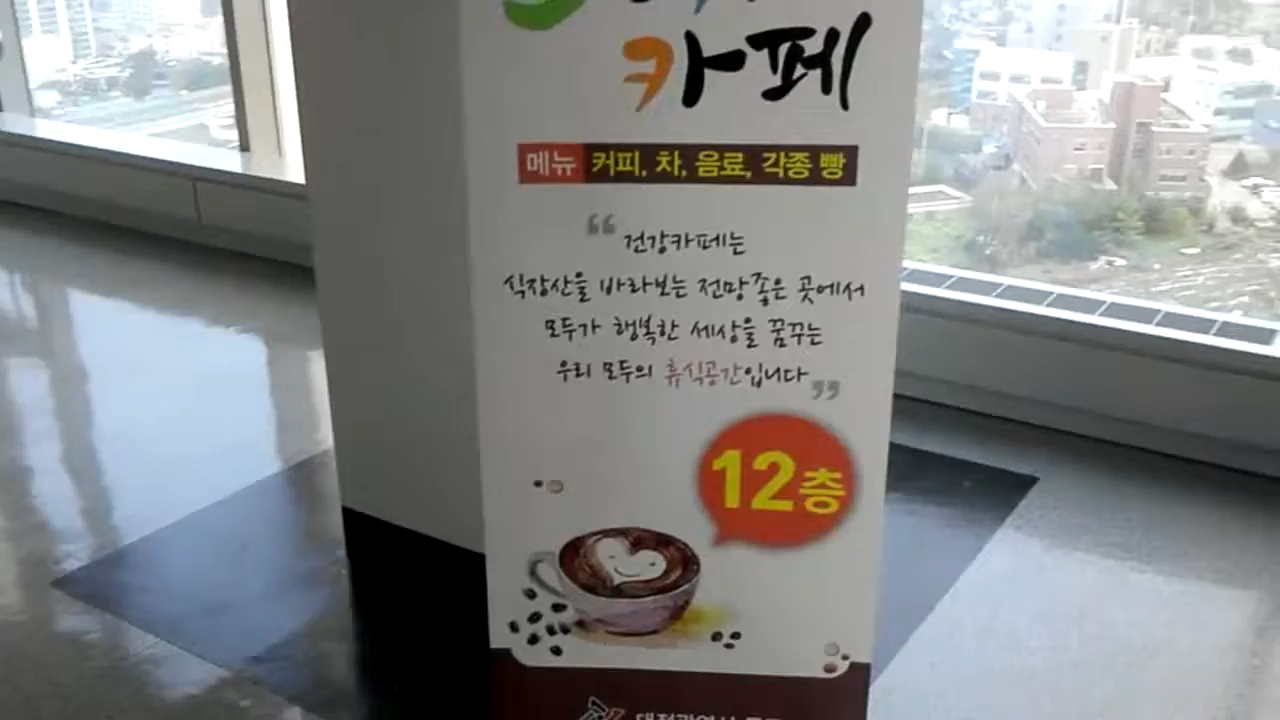 카페
메뉴 커피, 차, 음료, 각종 빵
“ 건강카페는
식장산을 바라보는 전망좋은 곳에서
모두가 행복한 세상을 꿈꾸는
우리 모두의 휴식공간입니다 ”
12층